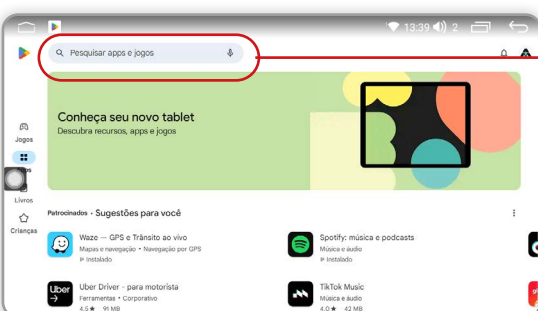 13:39 2
Pesquisar apps e jogos
Conheça seu novo tablet
Descubra recursos, apps e jogos
Jogos
Livros
Crianças
Patrocinados · Sugestões para você
Waze — GPS e Trânsito ao vivo
Mapas e navegação • Navegação por GPS
Instalado
Spotify: música e podcasts
Música e áudio
Instalado
Uber
Uber Driver - para motorista
Ferramentas • Corporativo
4.5★ 91 MB
TikTok Music
Música e áudio
4.0★ 42 MB